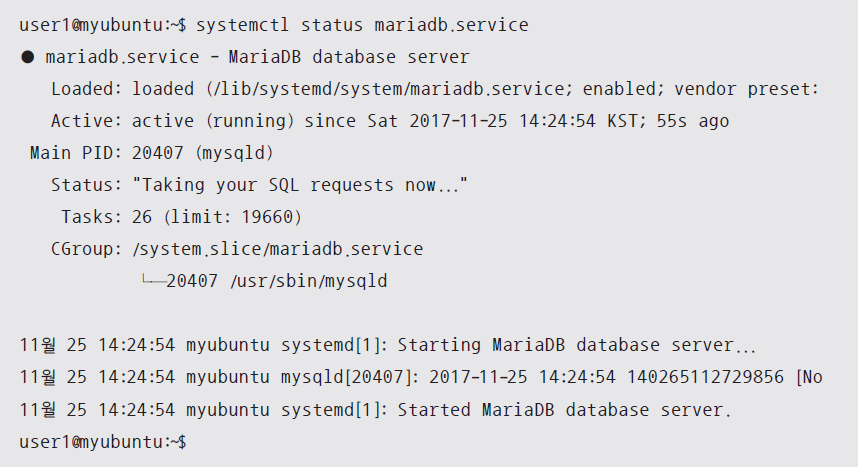 user1@myubuntu:~$ systemctl status mariadb.service
● mariadb.service - MariaDB database server
Loaded: loaded (/lib/systemd/system/mariadb.service; enabled; vendor preset:
Active: active (running) since Sat 2017-11-25 14:24:54 KST; 55s ago
Main PID: 20407 (mysqld)
Status: "Taking your SQL requests now..."
Tasks: 26 (limit: 19660)
CGroup: /system.slice/mariadb.service
└─20407 /usr/sbin/mysqld
11월 25 14:24:54 myubuntu systemd[1]: Starting MariaDB database server...
11월 25 14:24:54 myubuntu mysqld[20407]: 2017-11-25 14:24:54 140265112729856 [No
11월 25 14:24:54 myubuntu systemd[1]: Started MariaDB database server.
user1@myubuntu:~$